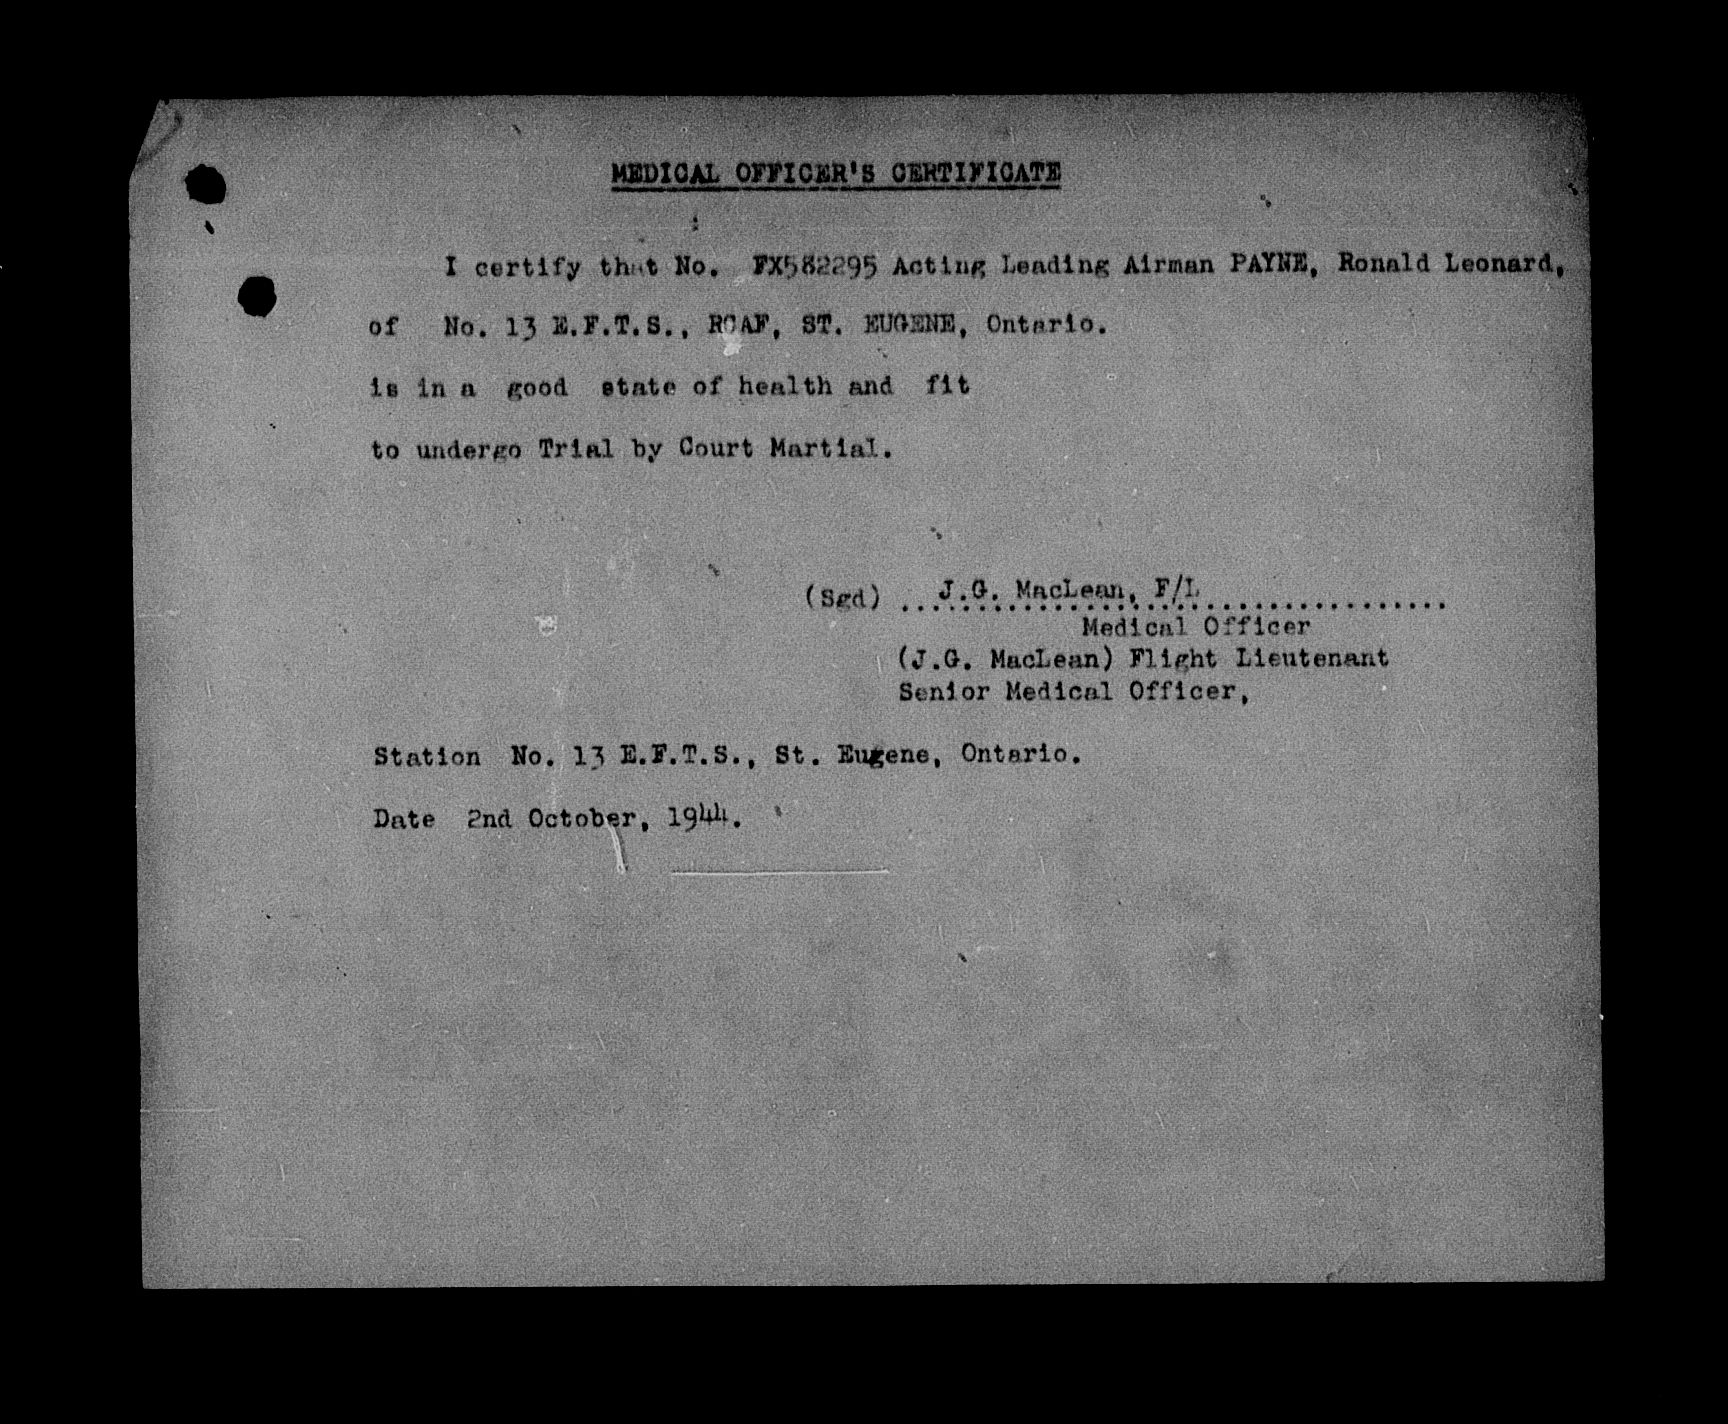 MEDICAL OFFICER'S CERTIFICATE
I certify that No. FX582295 Acting Leading Airman PAYNE, Ronald Leonard,
of No. 13 E.F.T.S., RCAF, ST. EUGENE, Ontario.
is in a good state of health and fit
to undergo Trial by Court Martial.
(Sgd) J.G. MacLean, F/L
Medical Officer
(J.G. MacLean) Flight Lieutenant
Senior Medical Officer,
Station No. 13 E.F.T.S., St. Eugene, Ontario.
Date 2nd October, 1944.